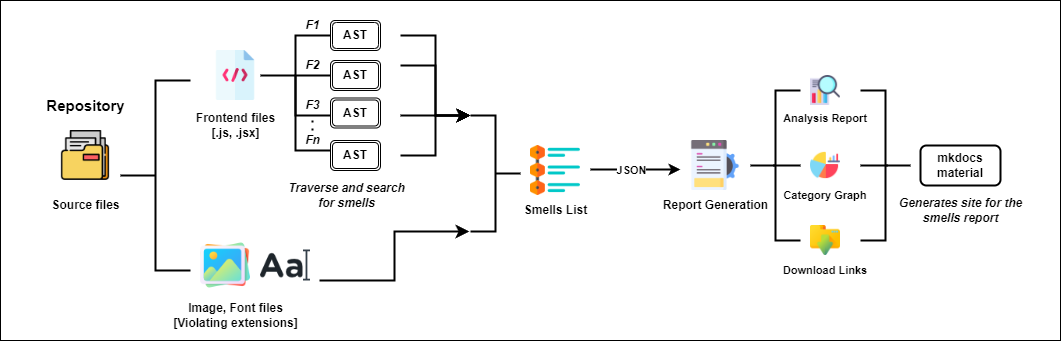 Repository
Source files
</>
Frontend files
[.js, .jsx]
F1
AST
F2
AST
F3
AST
Fn
AST
Traverse and search
for smells
Aa
Image, Font files
[Violating extensions]
Smells List
JSON
Report Generation
Analysis Report
Category Graph
Download Links
mkdocs
material
Generates site for the
smells report